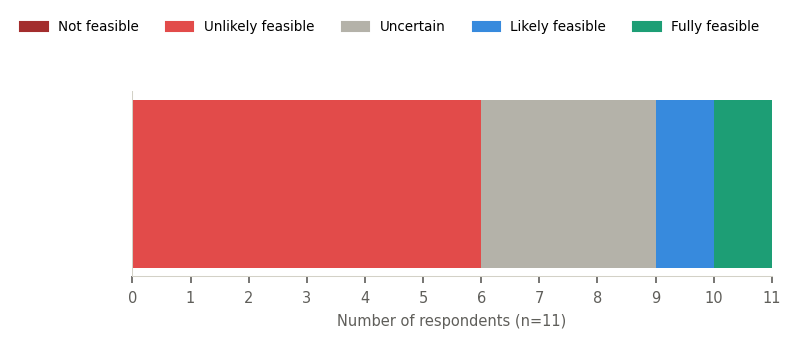 Not feasible Unlikely feasible Uncertain Likely feasible Fully feasible
0 1 2 3 4 5 6 7 8 9 10 11
Number of respondents (n=11)